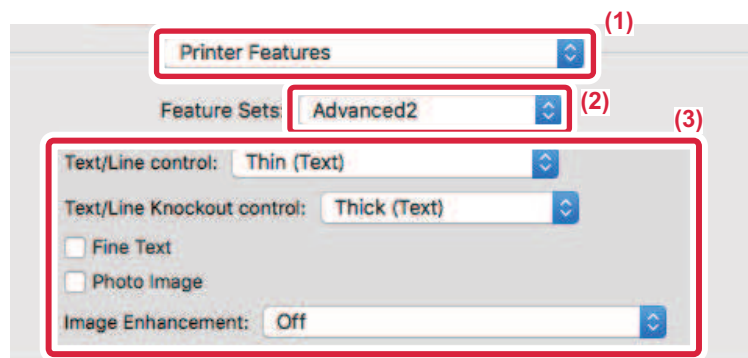 (1)
Printer Features
Feature Sets: Advanced2 (2)
(3)
Text/Line control: Thin (Text)
Text/Line Knockout control: Thick (Text)
Fine Text
Photo Image
Image Enhancement: Off